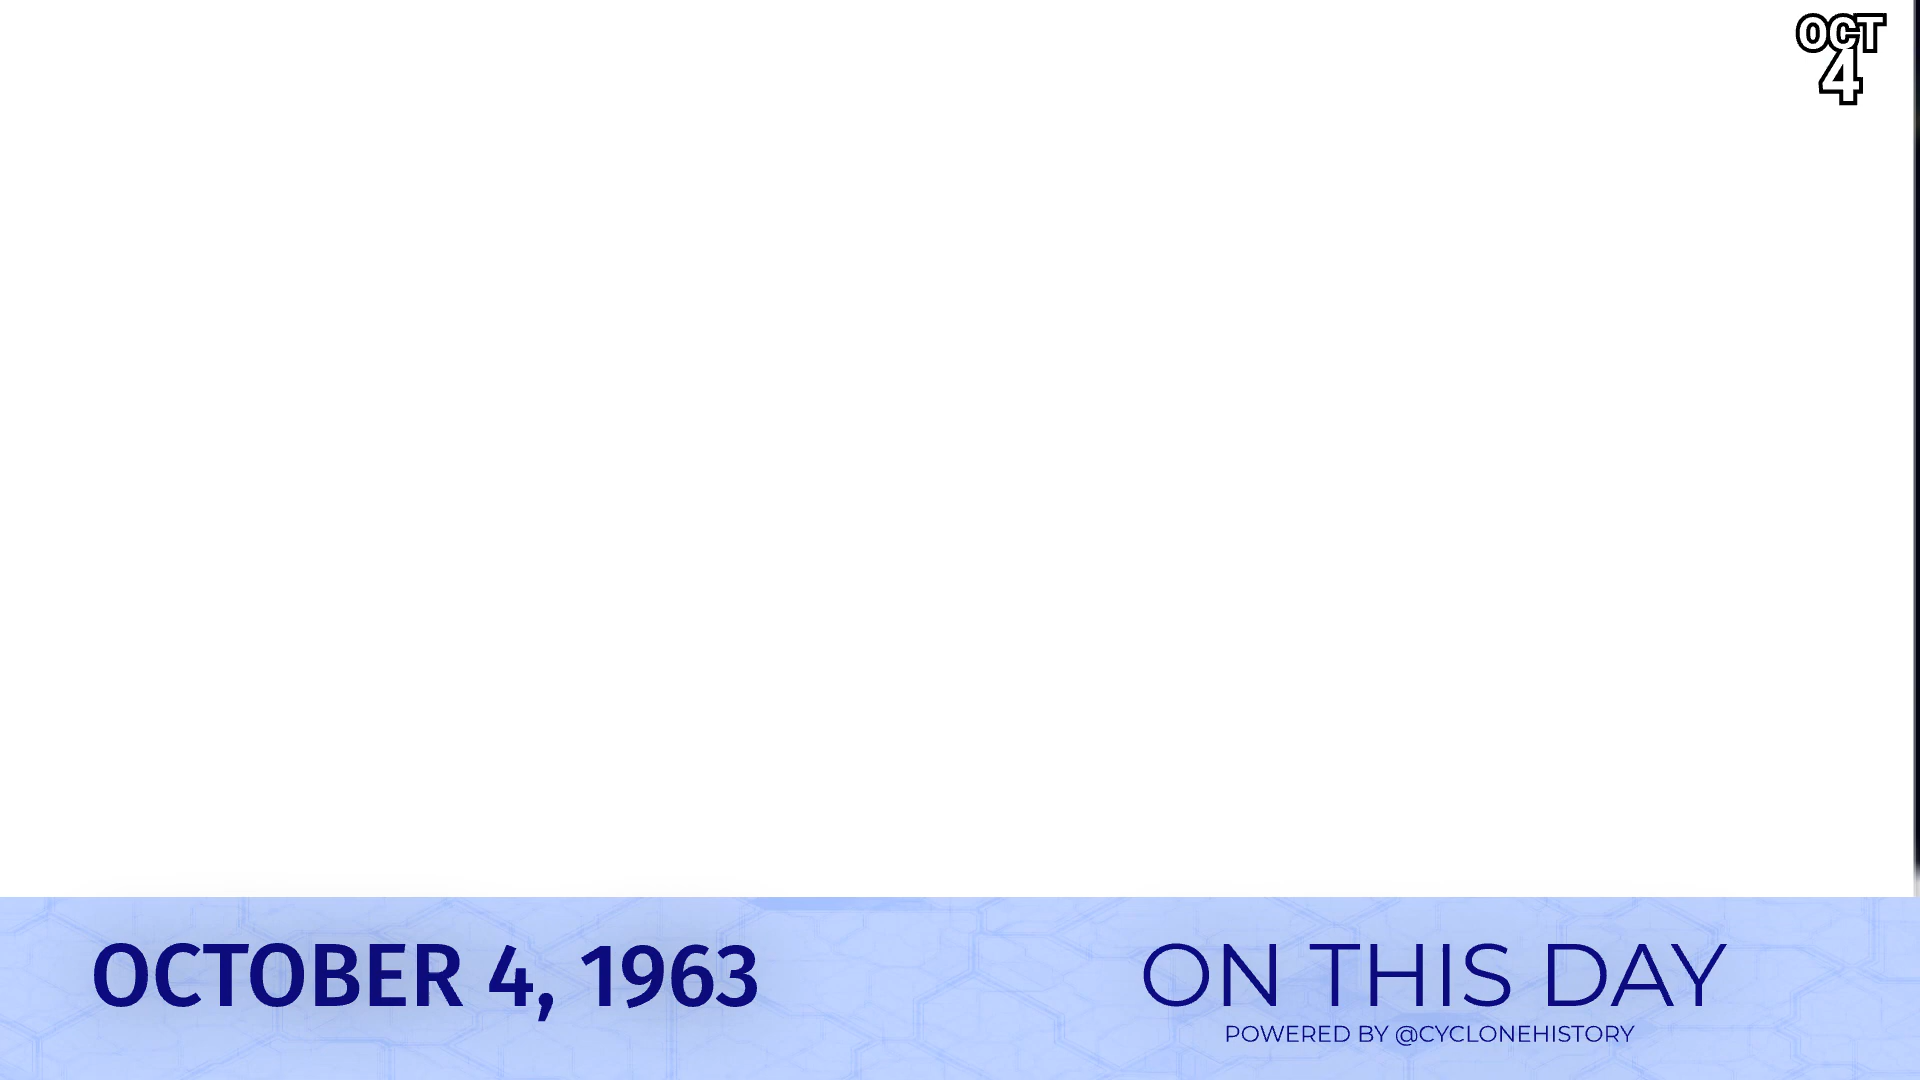 OCT
4
OCTOBER 4, 1963
ON THIS DAY
POWERED BY @CYCLONEHISTORY